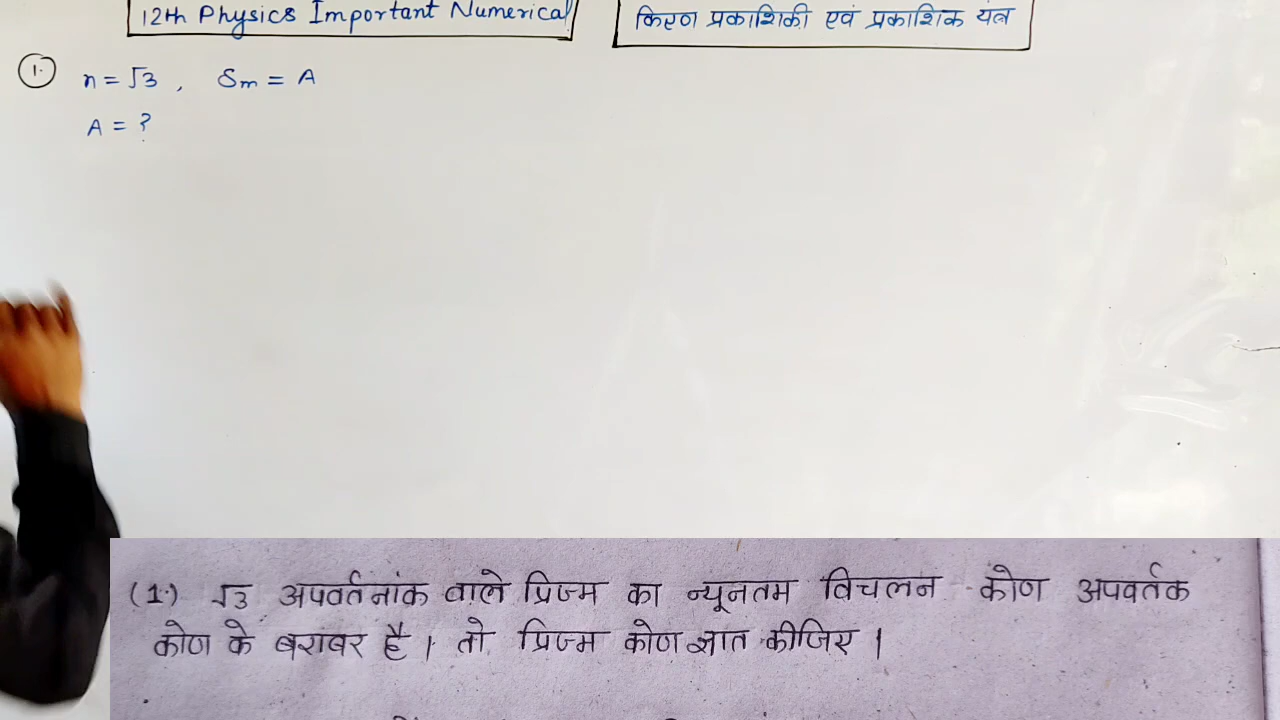 12th Physics Important Numerical
किरण प्रकाशिकी एवं प्रकाशिक यंत्र
1. n = √3 , δm = A
A = ?
(1.) √3 अपवर्तनांक वाले प्रिज्म का न्यूनतम विचलन कोण अपवर्तक
कोण के बराबर है। तो प्रिज्म कोण ज्ञात कीजिए।